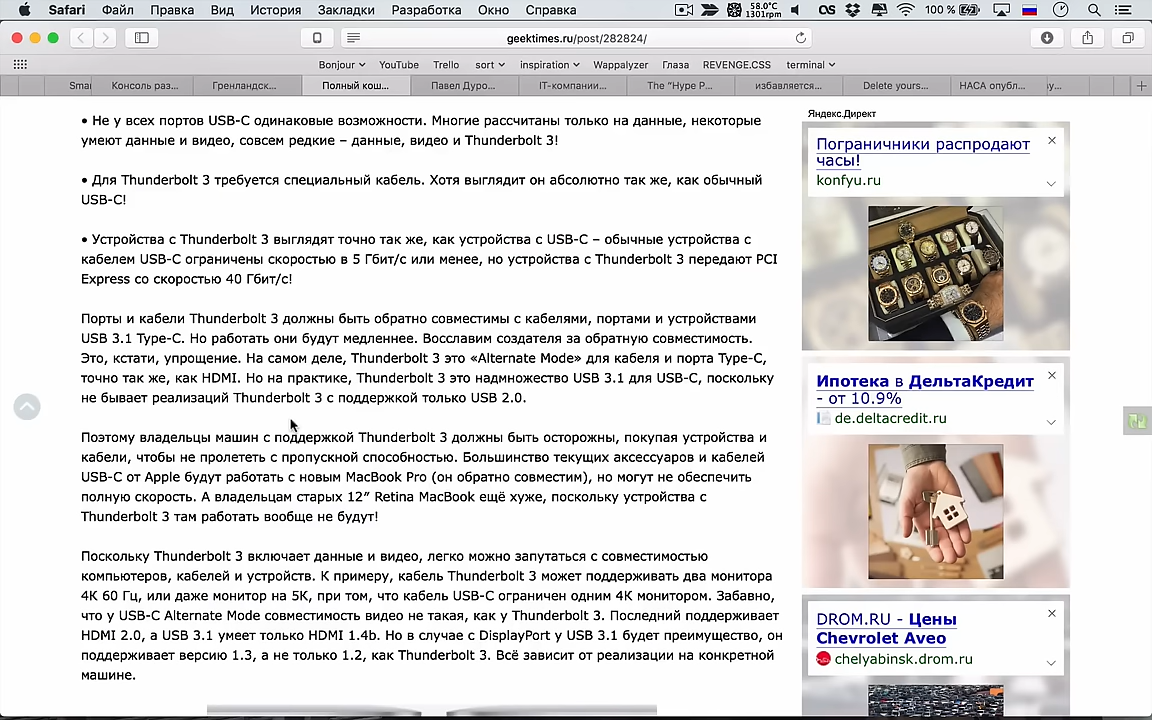 Safari Файл Правка Вид История Закладки Разработка Окно Справка 58.0°C 1301rpm 100 %
geektimes.ru/post/282824/
Bonjour YouTube Trello sort inspiration Wappalyzer Глаза REVENGE.CSS terminal
Smar Консоль раз... Гренландск... Полный кош... Павел Дуро... IT-компании... The "Hype P... избавляется... Delete yours... НАСА опубл...
• Не у всех портов USB-C одинаковые возможности. Многие рассчитаны только на данные, некоторые
умеют данные и видео, совсем редкие – данные, видео и Thunderbolt 3!
• Для Thunderbolt 3 требуется специальный кабель. Хотя выглядит он абсолютно так же, как обычный
USB-C!
• Устройства с Thunderbolt 3 выглядят точно так же, как устройства с USB-C – обычные устройства с
кабелем USB-C ограничены скоростью в 5 Гбит/с или менее, но устройства с Thunderbolt 3 передают PCI
Express со скоростью 40 Гбит/с!
Порты и кабели Thunderbolt 3 должны быть обратно совместимы с кабелями, портами и устройствами
USB 3.1 Type-C. Но работать они будут медленнее. Восславим создателя за обратную совместимость.
Это, кстати, упрощение. На самом деле, Thunderbolt 3 это «Alternate Mode» для кабеля и порта Type-C,
точно так же, как HDMI. Но на практике, Thunderbolt 3 это надмножество USB 3.1 для USB-C, поскольку
не бывает реализаций Thunderbolt 3 с поддержкой только USB 2.0.
Поэтому владельцы машин с поддержкой Thunderbolt 3 должны быть осторожны, покупая устройства и
кабели, чтобы не пролететь с пропускной способностью. Большинство текущих аксессуаров и кабелей
USB-C от Apple будут работать с новым MacBook Pro (он обратно совместим), но могут не обеспечить
полную скорость. А владельцам старых 12” Retina MacBook ещё хуже, поскольку устройства с
Thunderbolt 3 там работать вообще не будут!
Поскольку Thunderbolt 3 включает данные и видео, легко можно запутаться с совместимостью
компьютеров, кабелей и устройств. К примеру, кабель Thunderbolt 3 может поддерживать два монитора
4K 60 Гц, или даже монитор на 5K, при том, что кабель USB-C ограничен одним 4K монитором. Забавно,
что у USB-C Alternate Mode совместимость видео не такая, как у Thunderbolt 3. Последний поддерживает
HDMI 2.0, а USB 3.1 умеет только HDMI 1.4b. Но в случае с DisplayPort у USB 3.1 будет преимущество, он
поддерживает версию 1.3, а не только 1.2, как Thunderbolt 3. Всё зависит от реализации на конкретной
машине.
Яндекс.Директ
Пограничники распродают
часы!
konfyu.ru
Ипотека в ДельтаКредит
- от 10.9%
de.deltacredit.ru
DROM.RU - Цены
Chevrolet Aveo
chelyabinsk.drom.ru